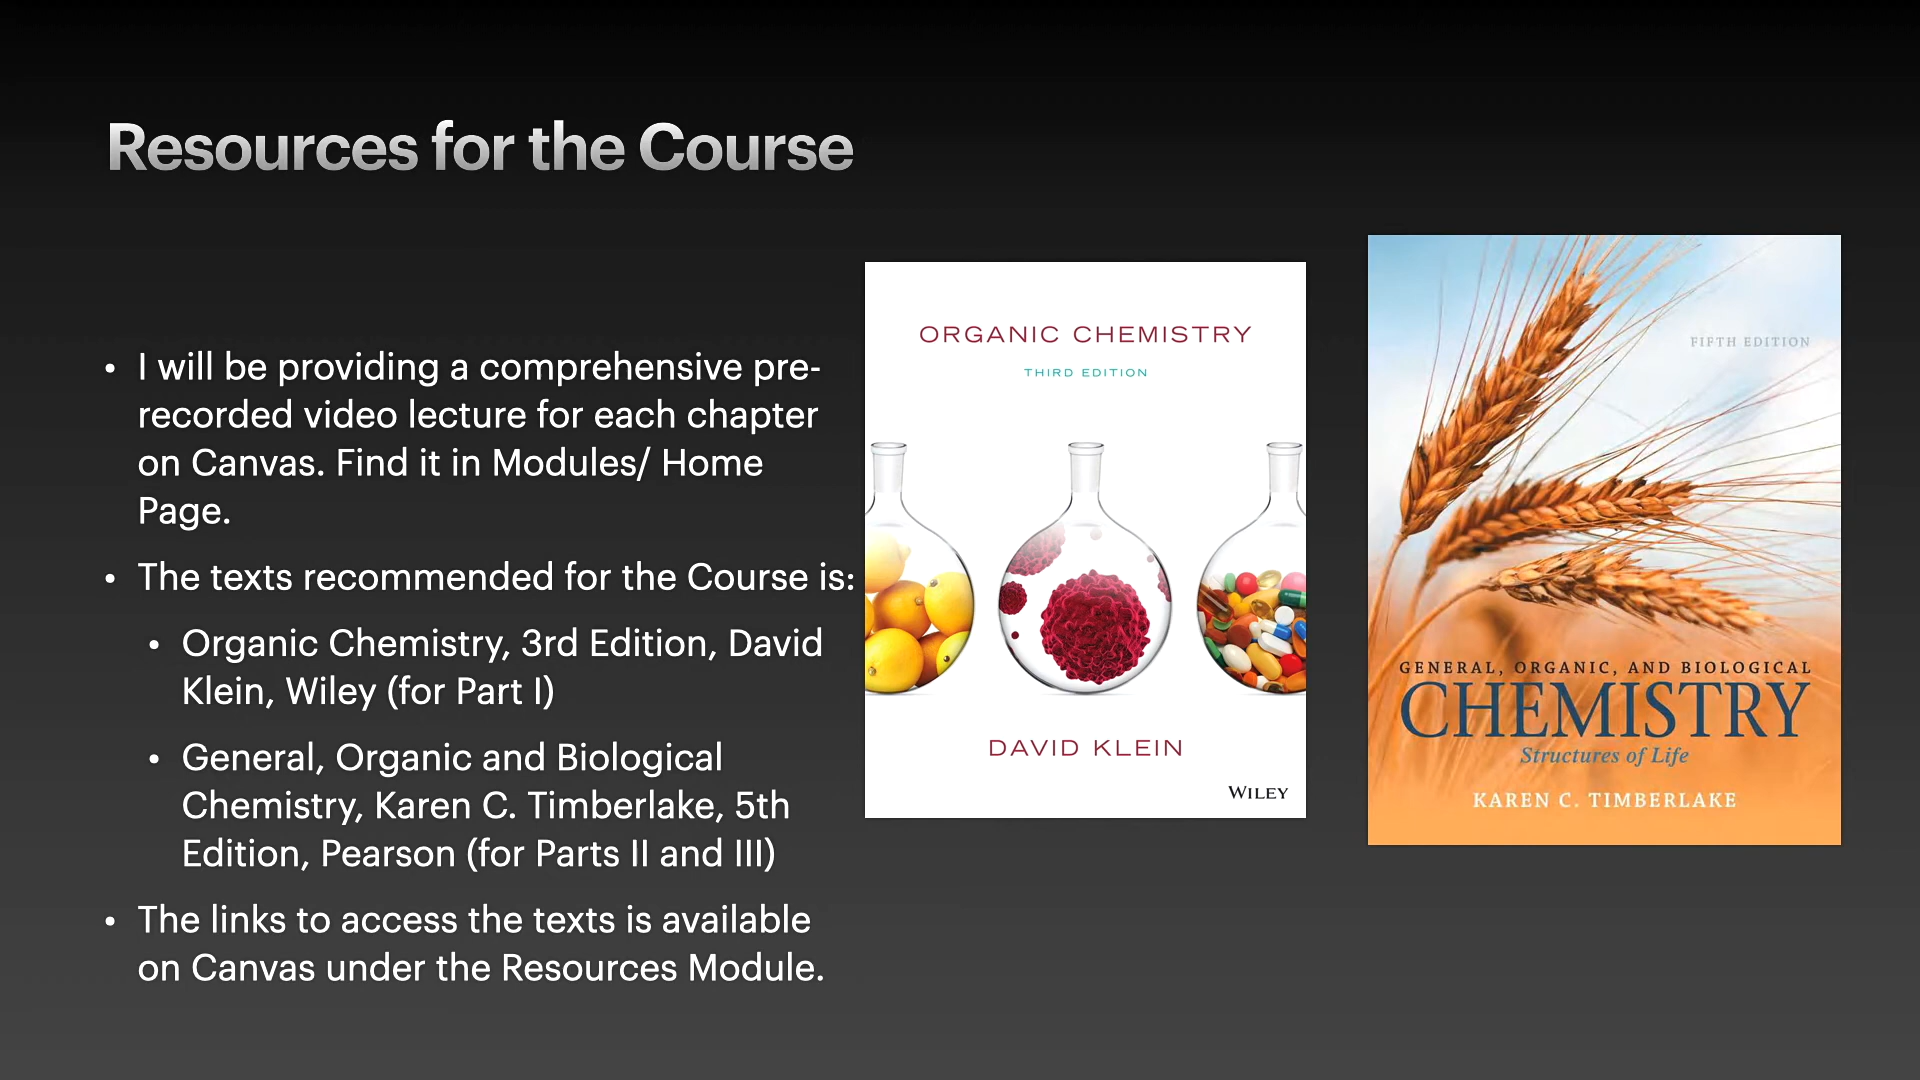 Resources for the Course
• I will be providing a comprehensive pre-
recorded video lecture for each chapter
on Canvas. Find it in Modules/ Home
Page.
• The texts recommended for the Course is:
• Organic Chemistry, 3rd Edition, David
Klein, Wiley (for Part I)
• General, Organic and Biological
Chemistry, Karen C. Timberlake, 5th
Edition, Pearson (for Parts II and III)
• The links to access the texts is available
on Canvas under the Resources Module.
ORGANIC CHEMISTRY
THIRD EDITION
DAVID KLEIN
WILEY
FIFTH EDITION
GENERAL, ORGANIC, AND BIOLOGICAL
CHEMISTRY
Structures of Life
KAREN C. TIMBERLAKE